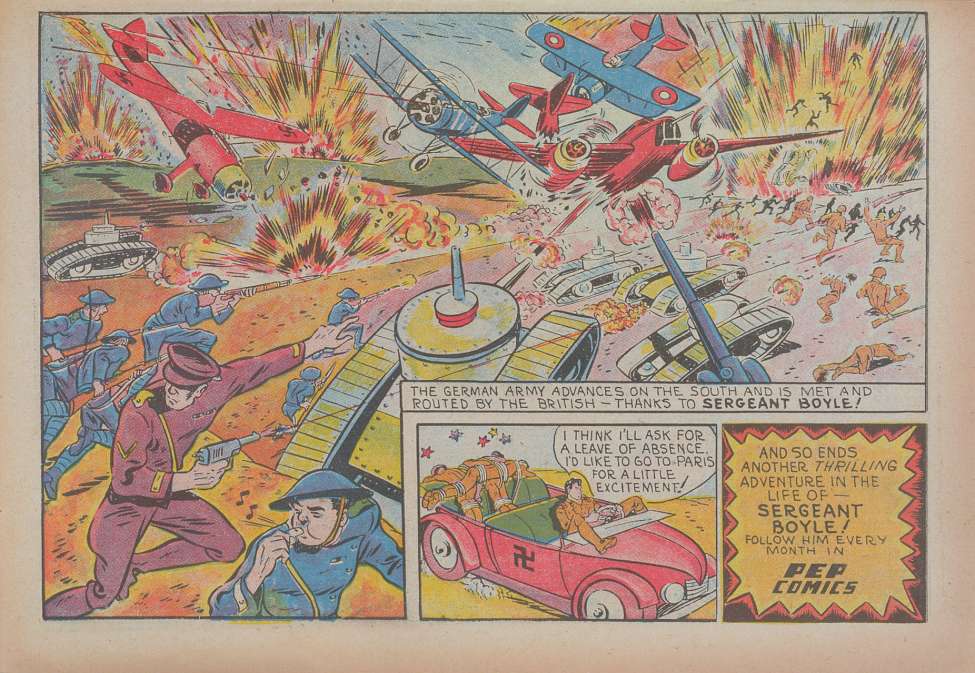 THE GERMAN ARMY ADVANCES ON THE SOUTH AND IS MET AND
ROUTED BY THE BRITISH — THANKS TO SERGEANT BOYLE!
I THINK I'LL ASK FOR
A LEAVE OF ABSENCE.
I'D LIKE TO GO TO PARIS
FOR A LITTLE
EXCITEMENT!
AND SO ENDS
ANOTHER THRILLING
ADVENTURE IN THE
LIFE OF —
SERGEANT
BOYLE!
FOLLOW HIM EVERY
MONTH IN
PEP
COMICS